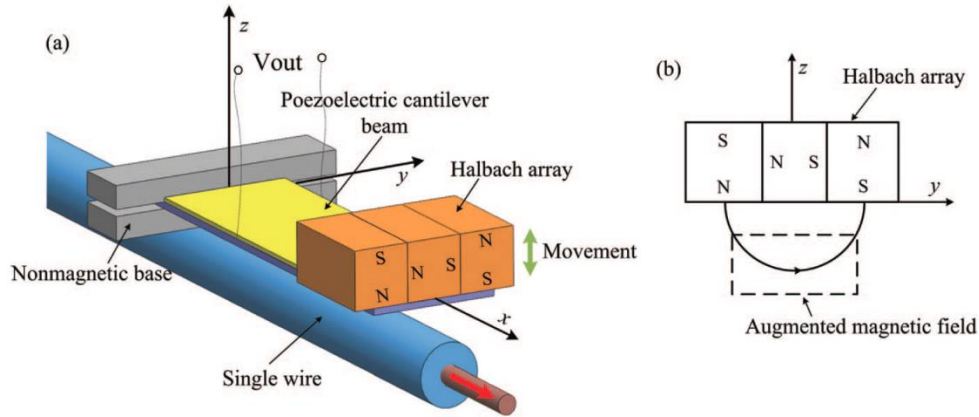 (a)
z
Vout
Poezoelectric cantilever
beam
Halbach array
y
S
N
N
S
N
S
Movement
Nonmagnetic base
x
Single wire
(b)
z
Halbach array
S
N
N
S
N
S
y
Augmented magnetic field